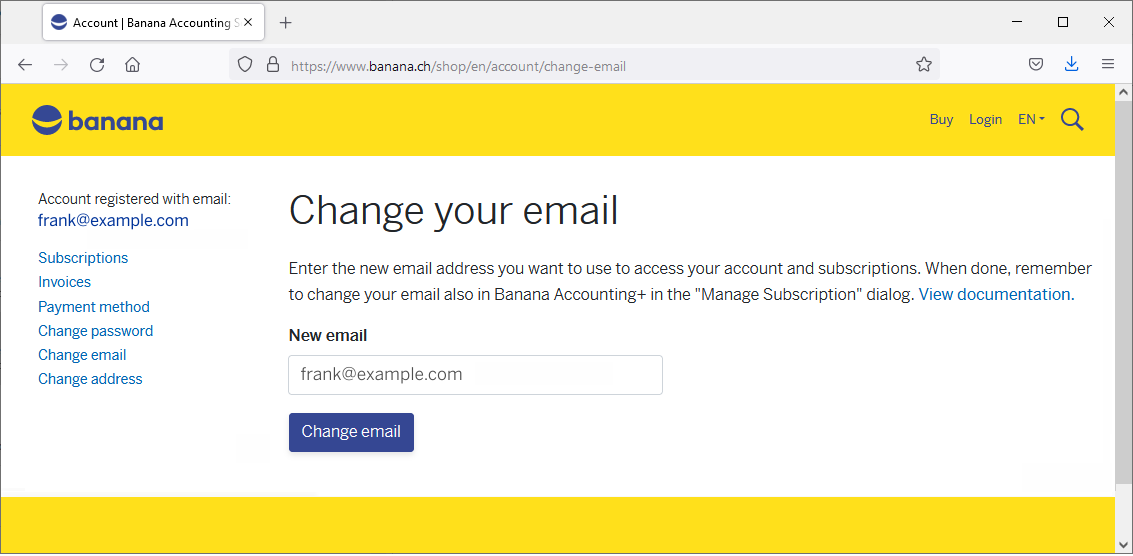 Account | Banana Accounting S
https://www.banana.ch/shop/en/account/change-email
banana
Buy Login EN
Account registered with email:
frank@example.com
Subscriptions
Invoices
Payment method
Change password
Change email
Change address
Change your email
Enter the new email address you want to use to access your account and subscriptions. When done, remember
to change your email also in Banana Accounting+ in the "Manage Subscription" dialog. View documentation.
New email
frank@example.com
Change email